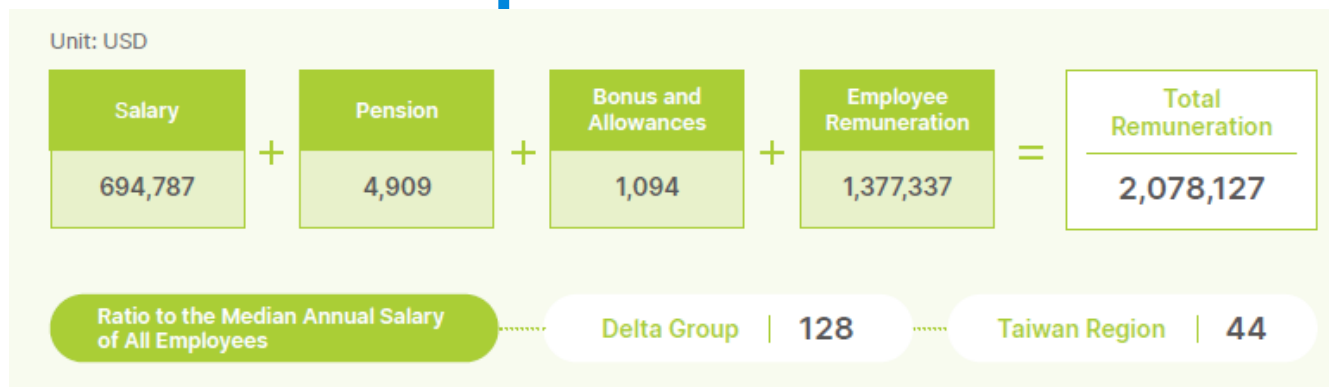 Unit: USD
Salary
694,787
+
Pension
4,909
+
Bonus and
Allowances
1,094
+
Employee
Remuneration
1,377,337
=
Total
Remuneration
2,078,127
Ratio to the Median Annual Salary
of All Employees
Delta Group | 128
Taiwan Region | 44